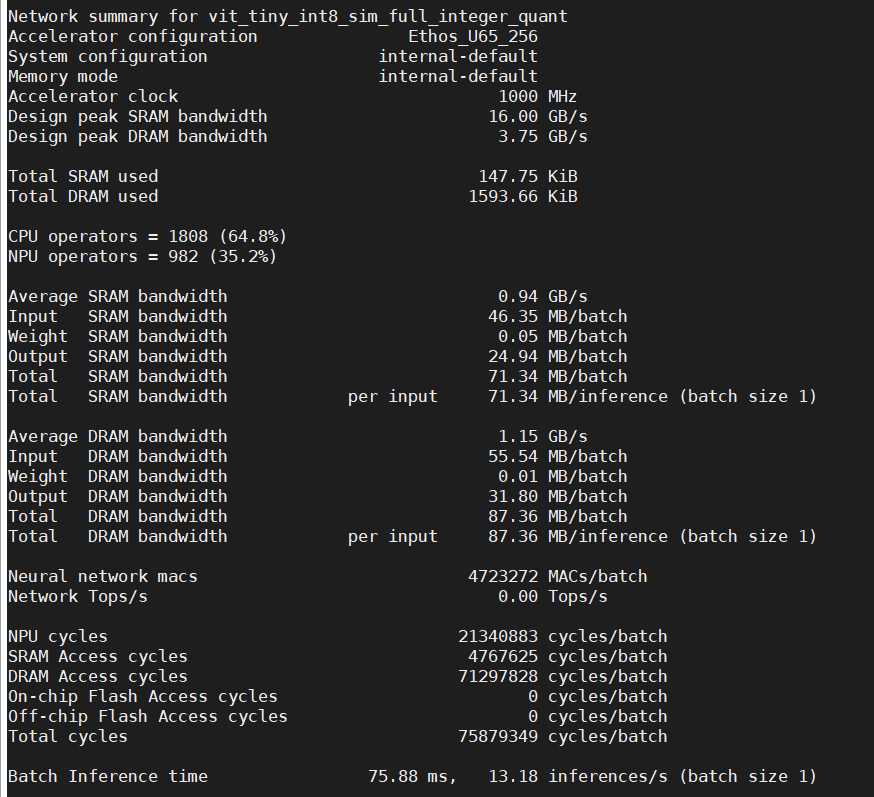 Network summary for vit_tiny_int8_sim_full_integer_quant
Accelerator configuration Ethos_U65_256
System configuration internal-default
Memory mode internal-default
Accelerator clock 1000 MHz
Design peak SRAM bandwidth 16.00 GB/s
Design peak DRAM bandwidth 3.75 GB/s
Total SRAM used 147.75 KiB
Total DRAM used 1593.66 KiB
CPU operators = 1808 (64.8%)
NPU operators = 982 (35.2%)
Average SRAM bandwidth 0.94 GB/s
Input SRAM bandwidth 46.35 MB/batch
Weight SRAM bandwidth 0.05 MB/batch
Output SRAM bandwidth 24.94 MB/batch
Total SRAM bandwidth 71.34 MB/batch
Total SRAM bandwidth per input 71.34 MB/inference (batch size 1)
Average DRAM bandwidth 1.15 GB/s
Input DRAM bandwidth 55.54 MB/batch
Weight DRAM bandwidth 0.01 MB/batch
Output DRAM bandwidth 31.80 MB/batch
Total DRAM bandwidth 87.36 MB/batch
Total DRAM bandwidth per input 87.36 MB/inference (batch size 1)
Neural network macs 4723272 MACs/batch
Network Tops/s 0.00 Tops/s
NPU cycles 21340883 cycles/batch
SRAM Access cycles 4767625 cycles/batch
DRAM Access cycles 71297828 cycles/batch
On-chip Flash Access cycles 0 cycles/batch
Off-chip Flash Access cycles 0 cycles/batch
Total cycles 75879349 cycles/batch
Batch Inference time 75.88 ms, 13.18 inferences/s (batch size 1)